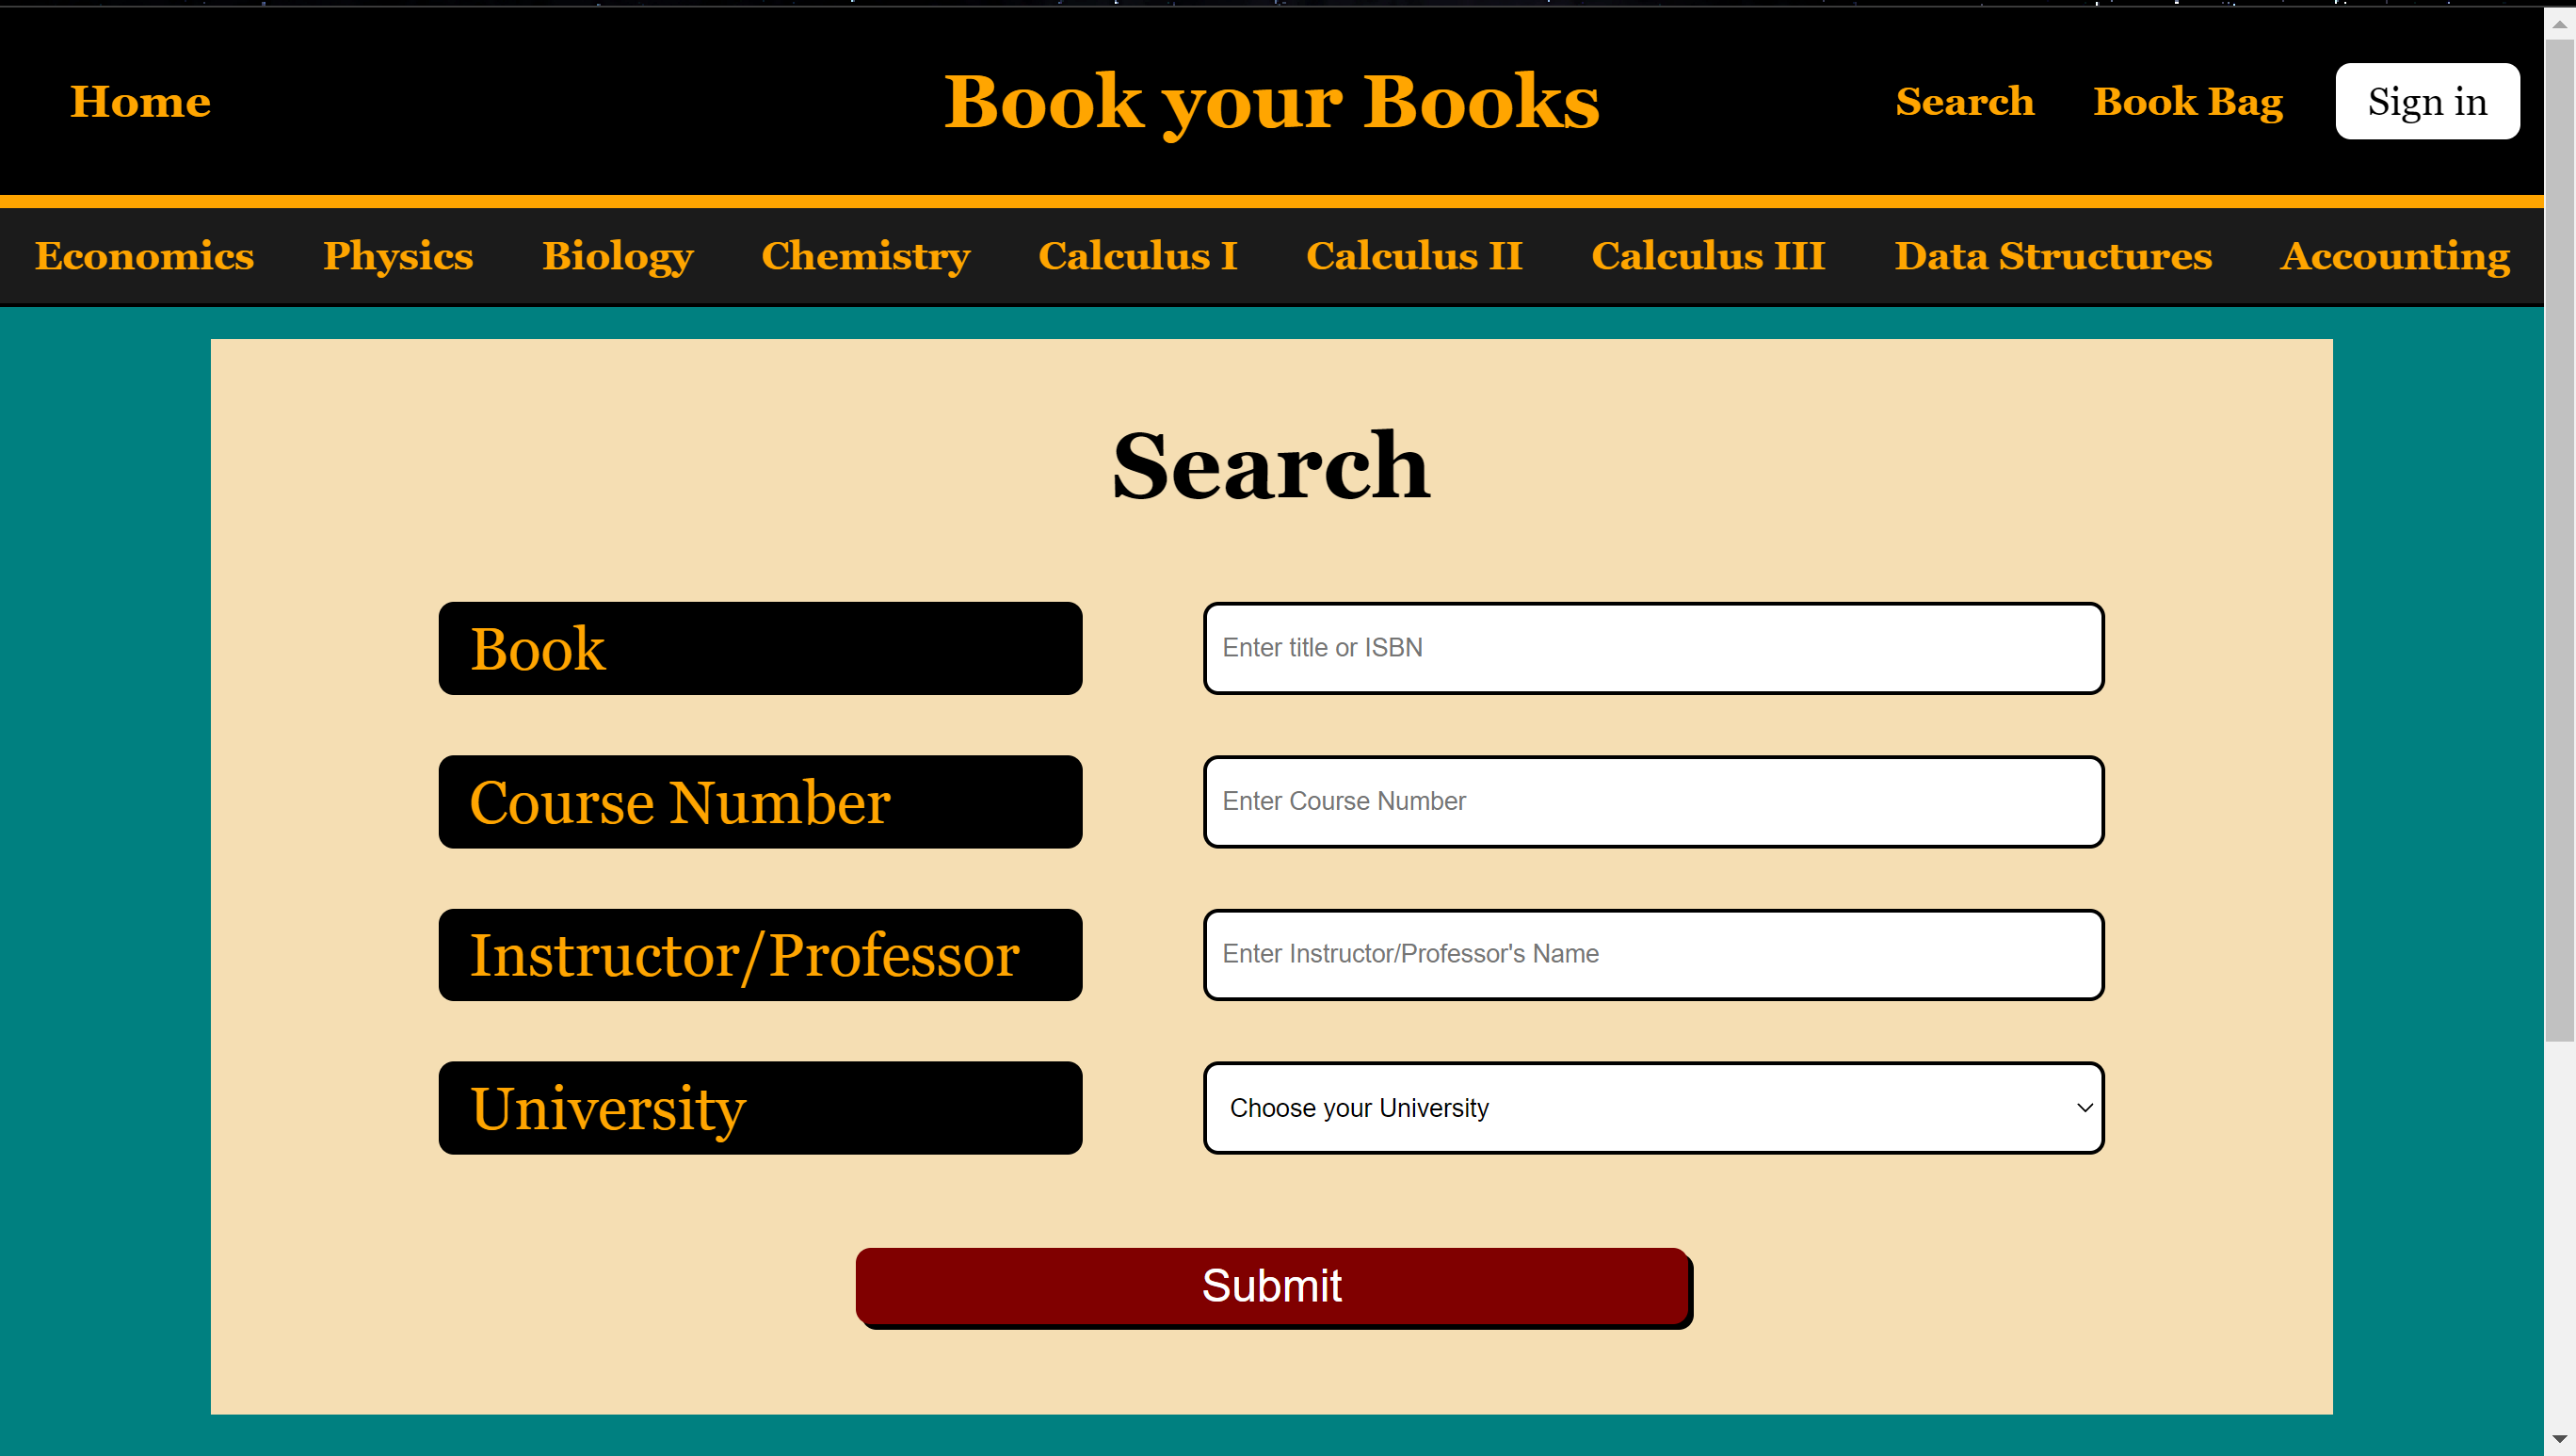 Home Book your Books Search Book Bag Sign in
Economics Physics Biology Chemistry Calculus I Calculus II Calculus III Data Structures Accounting
Search
Book Enter title or ISBN
Course Number Enter Course Number
Instructor/Professor Enter Instructor/Professor's Name
University Choose your University
Submit